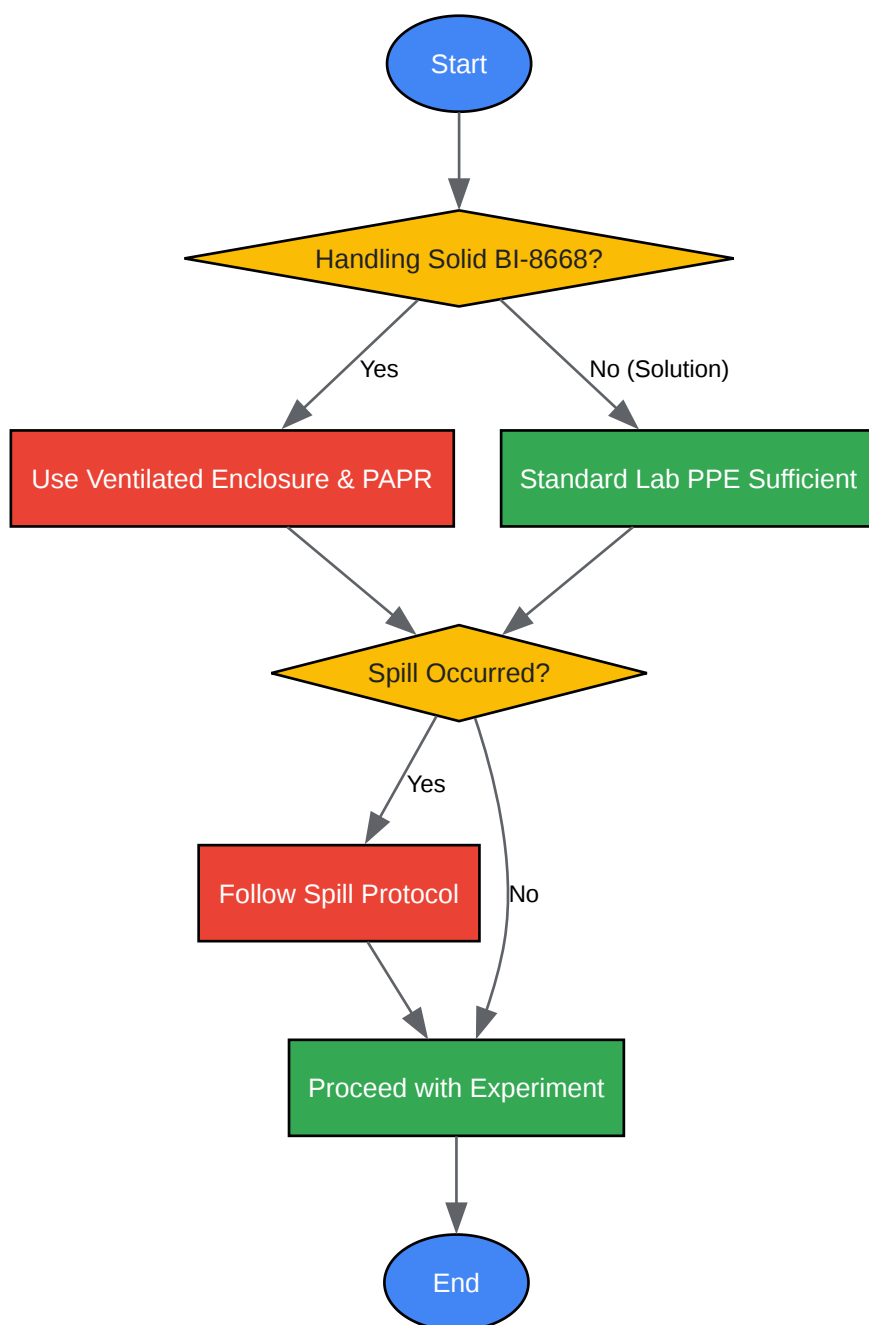 Start
Handling Solid BI-8668?
Yes
No (Solution)
Use Ventilated Enclosure & PAPR
Standard Lab PPE Sufficient
Spill Occurred?
Yes
Follow Spill Protocol
No
Proceed with Experiment
End